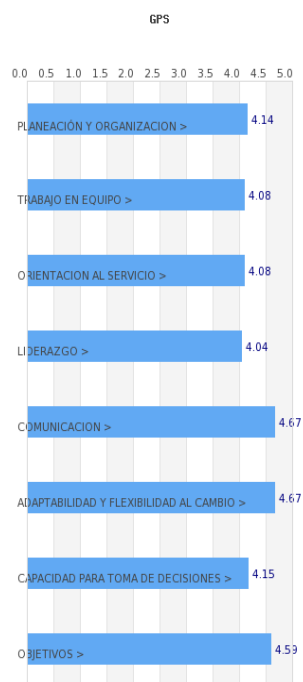 GPS
0.0 0.5 1.0 1.5 2.0 2.5 3.0 3.5 4.0 4.5 5.0
PLANEACIÓN Y ORGANIZACION > 4.14
TRABAJO EN EQUIPO > 4.08
ORIENTACION AL SERVICIO > 4.08
LIDERAZGO > 4.04
COMUNICACION > 4.67
ADAPTABILIDAD Y FLEXIBILIDAD AL CAMBIO > 4.67
CAPACIDAD PARA TOMA DE DECISIONES > 4.15
OBJETIVOS > 4.59